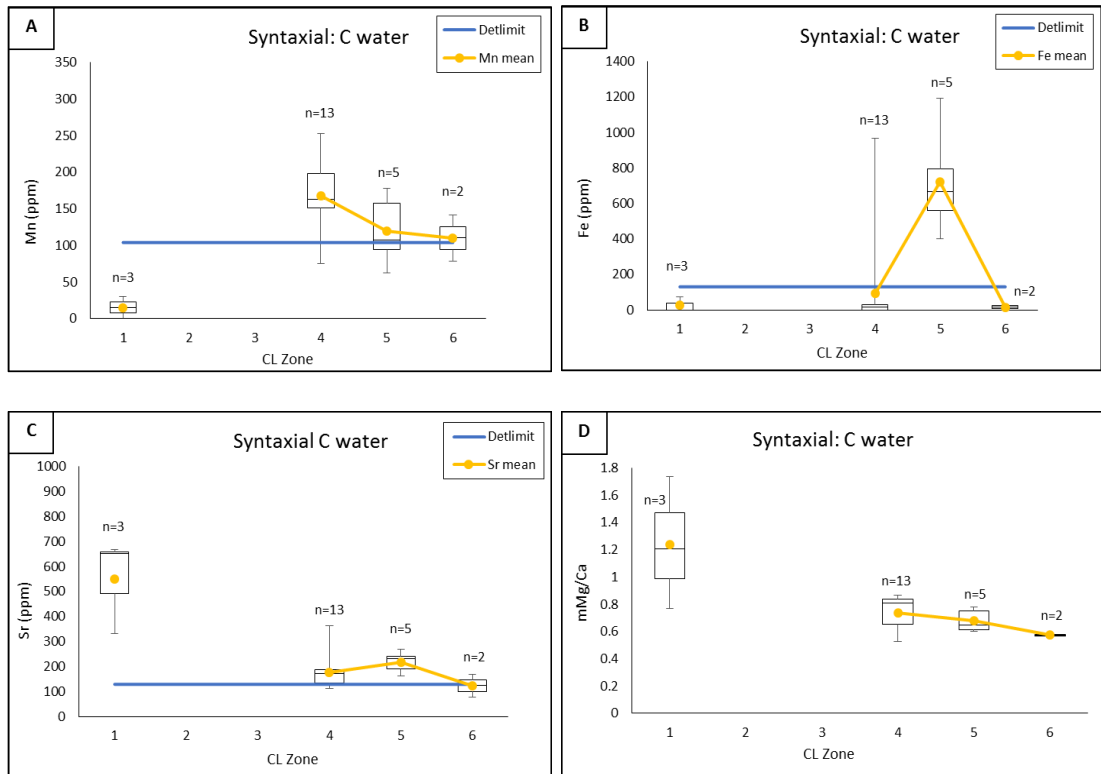 A
Syntaxial: C water
Detlimit
Mn mean
Mn (ppm)
350
300
250
200
150
100
50
0
n=3
n=13
n=5
n=2
1 2 3 4 5 6
CL Zone
B
Syntaxial: C water
Detlimit
Fe mean
Fe (ppm)
1400
1200
1000
800
600
400
200
0
n=3
n=13
n=5
n=2
1 2 3 4 5 6
CL Zone
C
Syntaxial C water
Detlimit
Sr mean
Sr (ppm)
1000
900
800
700
600
500
400
300
200
100
0
n=3
n=13
n=5
n=2
1 2 3 4 5 6
CL Zone
D
Syntaxial: C water
mMg/Ca
1.8
1.6
1.4
1.2
1
0.8
0.6
0.4
0.2
0
n=3
n=13
n=5
n=2
1 2 3 4 5 6
CL Zone